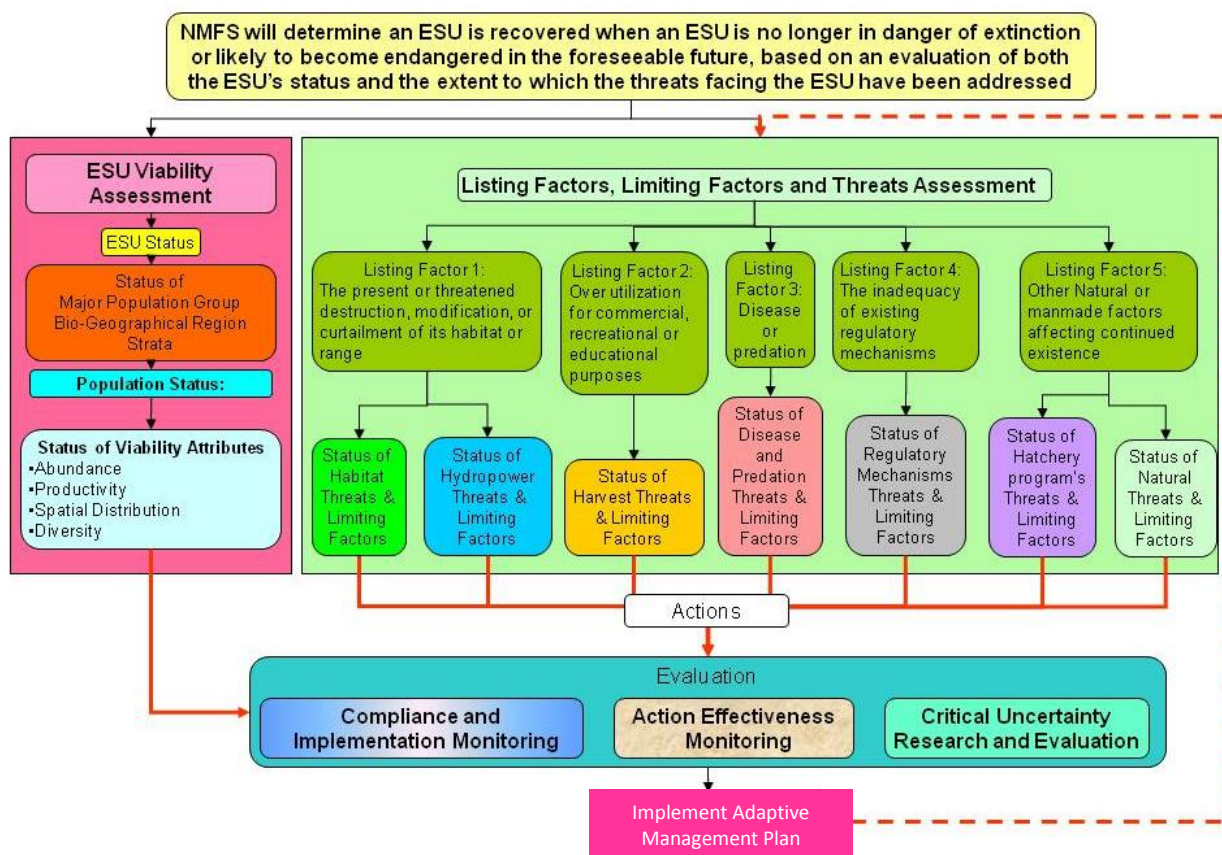 NMFS will determine an ESU is recovered when an ESU is no longer in danger of extinction
or likely to become endangered in the foreseeable future, based on an evaluation of both
the ESU's status and the extent to which the threats facing the ESU have been addressed
ESU Viability
Assessment
ESU Status
Status of
Major Population Group
Bio-Geographical Region
Strata
Population Status:
Status of Viability Attributes
▪Abundance
▪Productivity
▪Spatial Distribution
▪Diversity
Listing Factors, Limiting Factors and Threats Assessment
Listing Factor 1:
The present or threatened
destruction, modification, or
curtailment of its habitat or
range
Listing Factor 2:
Over utilization
for commercial,
recreational or
educational
purposes
Listing
Factor 3:
Disease
or
predation
Listing Factor 4:
The inadequacy
of existing
regulatory
mechanisms
Listing Factor 5:
Other Natural or
manmade factors
affecting continued
existence
Status of
Habitat
Threats &
Limiting
Factors
Status of
Hydropower
Threats &
Limiting
Factors
Status of
Harvest Threats
& Limiting
Factors
Status of
Disease
and
Predation
Threats &
Limiting
Factors
Status of
Regulatory
Mechanisms
Threats &
Limiting
Factors
Status of
Hatchery
program's
Threats &
Limiting
Factors
Status of
Natural
Threats &
Limiting
Factors
Actions
Evaluation
Compliance and
Implementation Monitoring
Action Effectiveness
Monitoring
Critical Uncertainty
Research and Evaluation
Implement Adaptive
Management Plan